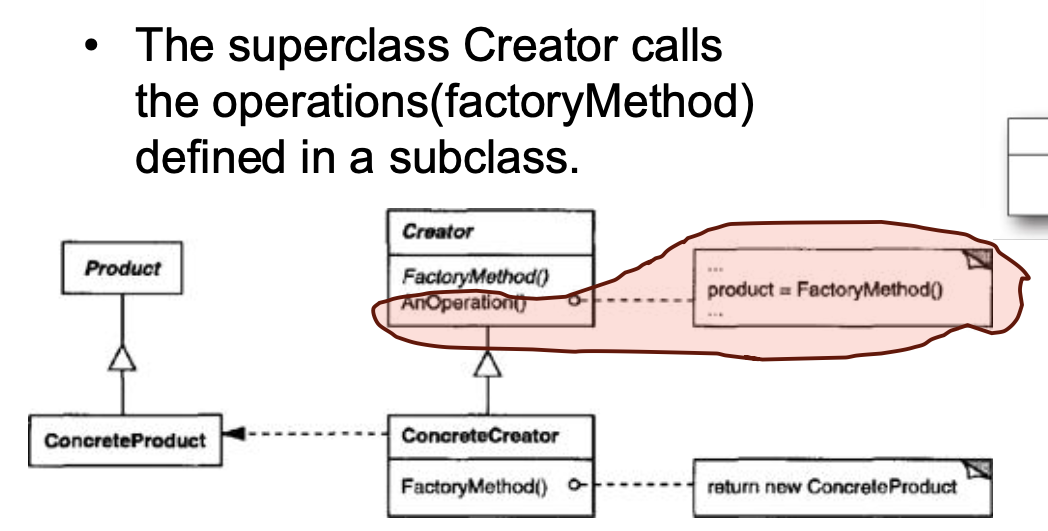 • The superclass Creator calls
the operations(factoryMethod)
defined in a subclass.
Creator
Product
FactoryMethod()
AnOperation()
...
product = FactoryMethod()
...
ConcreteProduct
ConcreteCreator
FactoryMethod()
return new ConcreteProduct